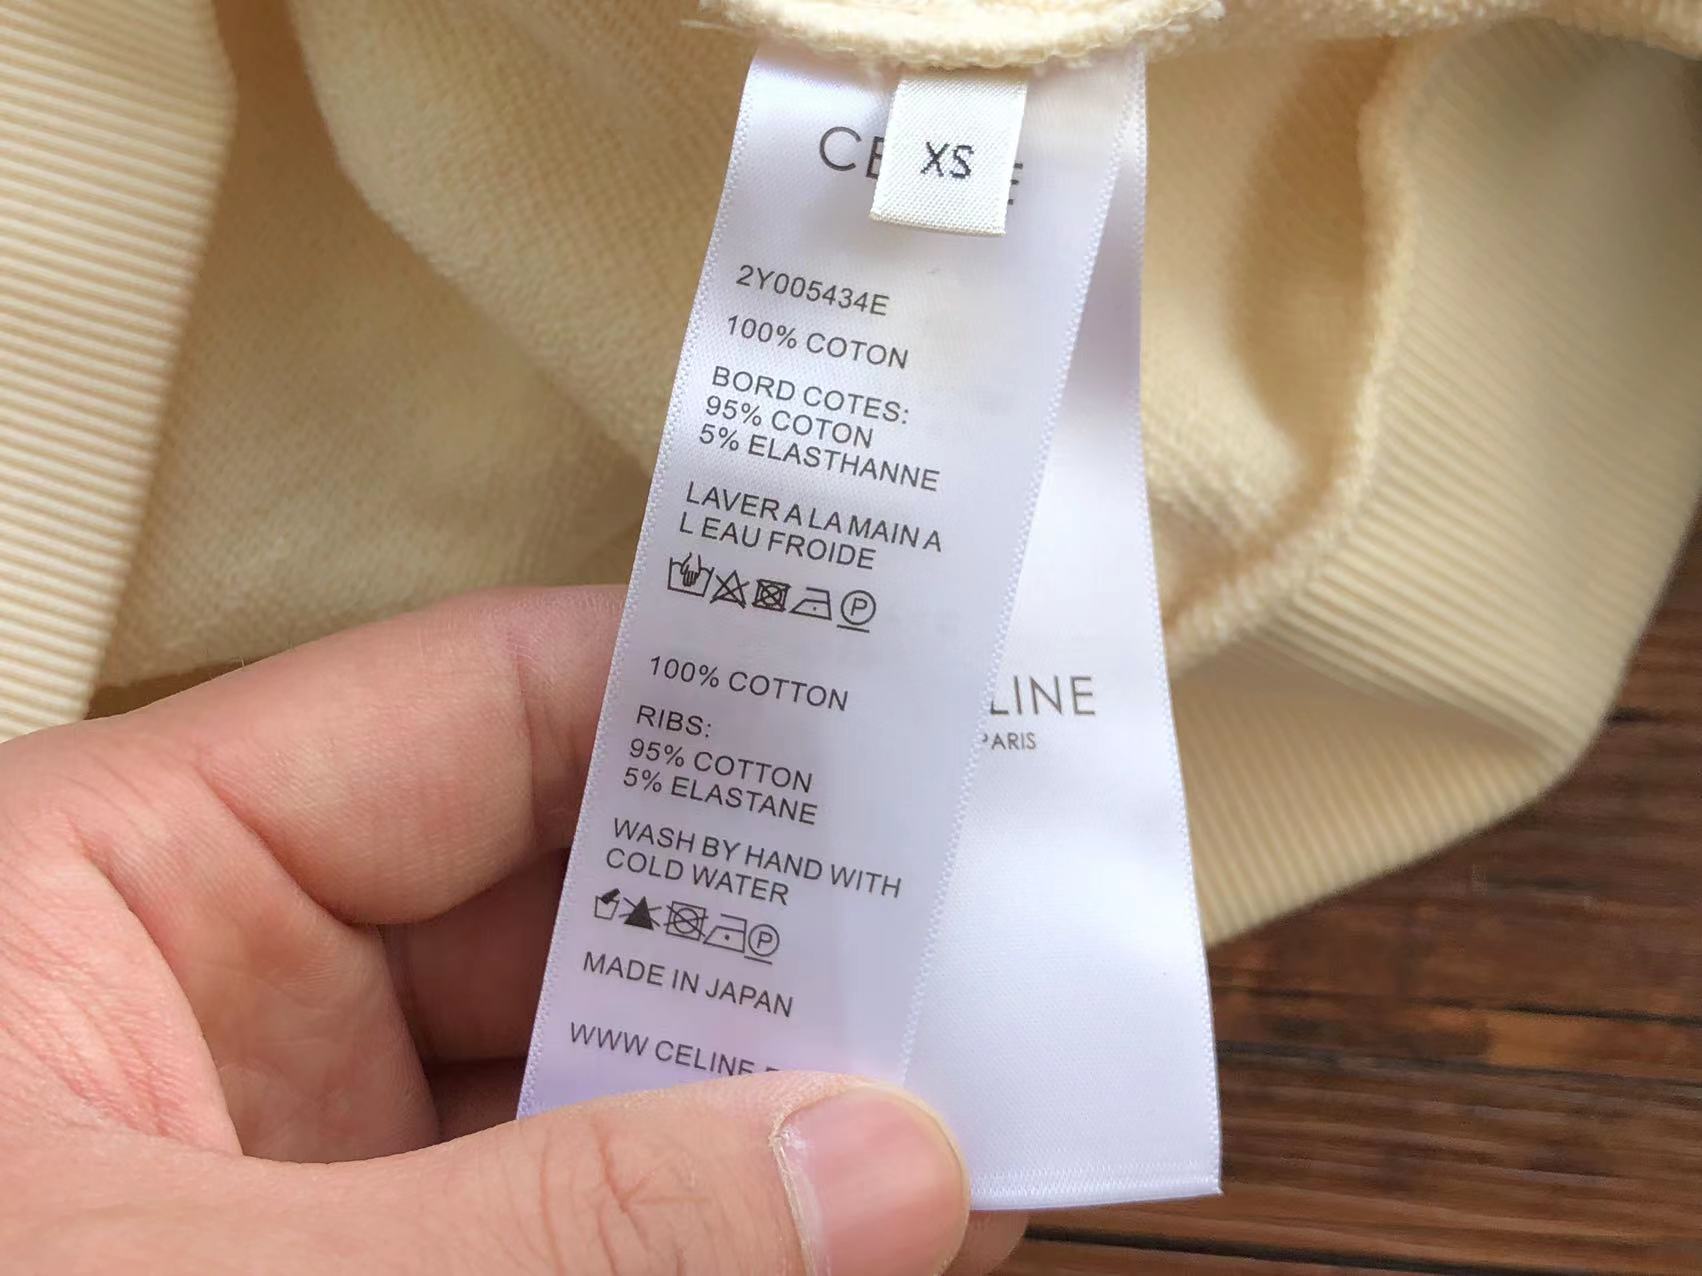 XS
2Y005434E
100% COTON
BORD COTES:
95% COTON
5% ELASTHANNE
LAVER A LA MAIN A
L EAU FROIDE
P
100% COTTON
RIBS:
95% COTTON
5% ELASTANE
WASH BY HAND WITH
COLD WATER
P
MADE IN JAPAN
WWW CELINE
LINE
PARIS